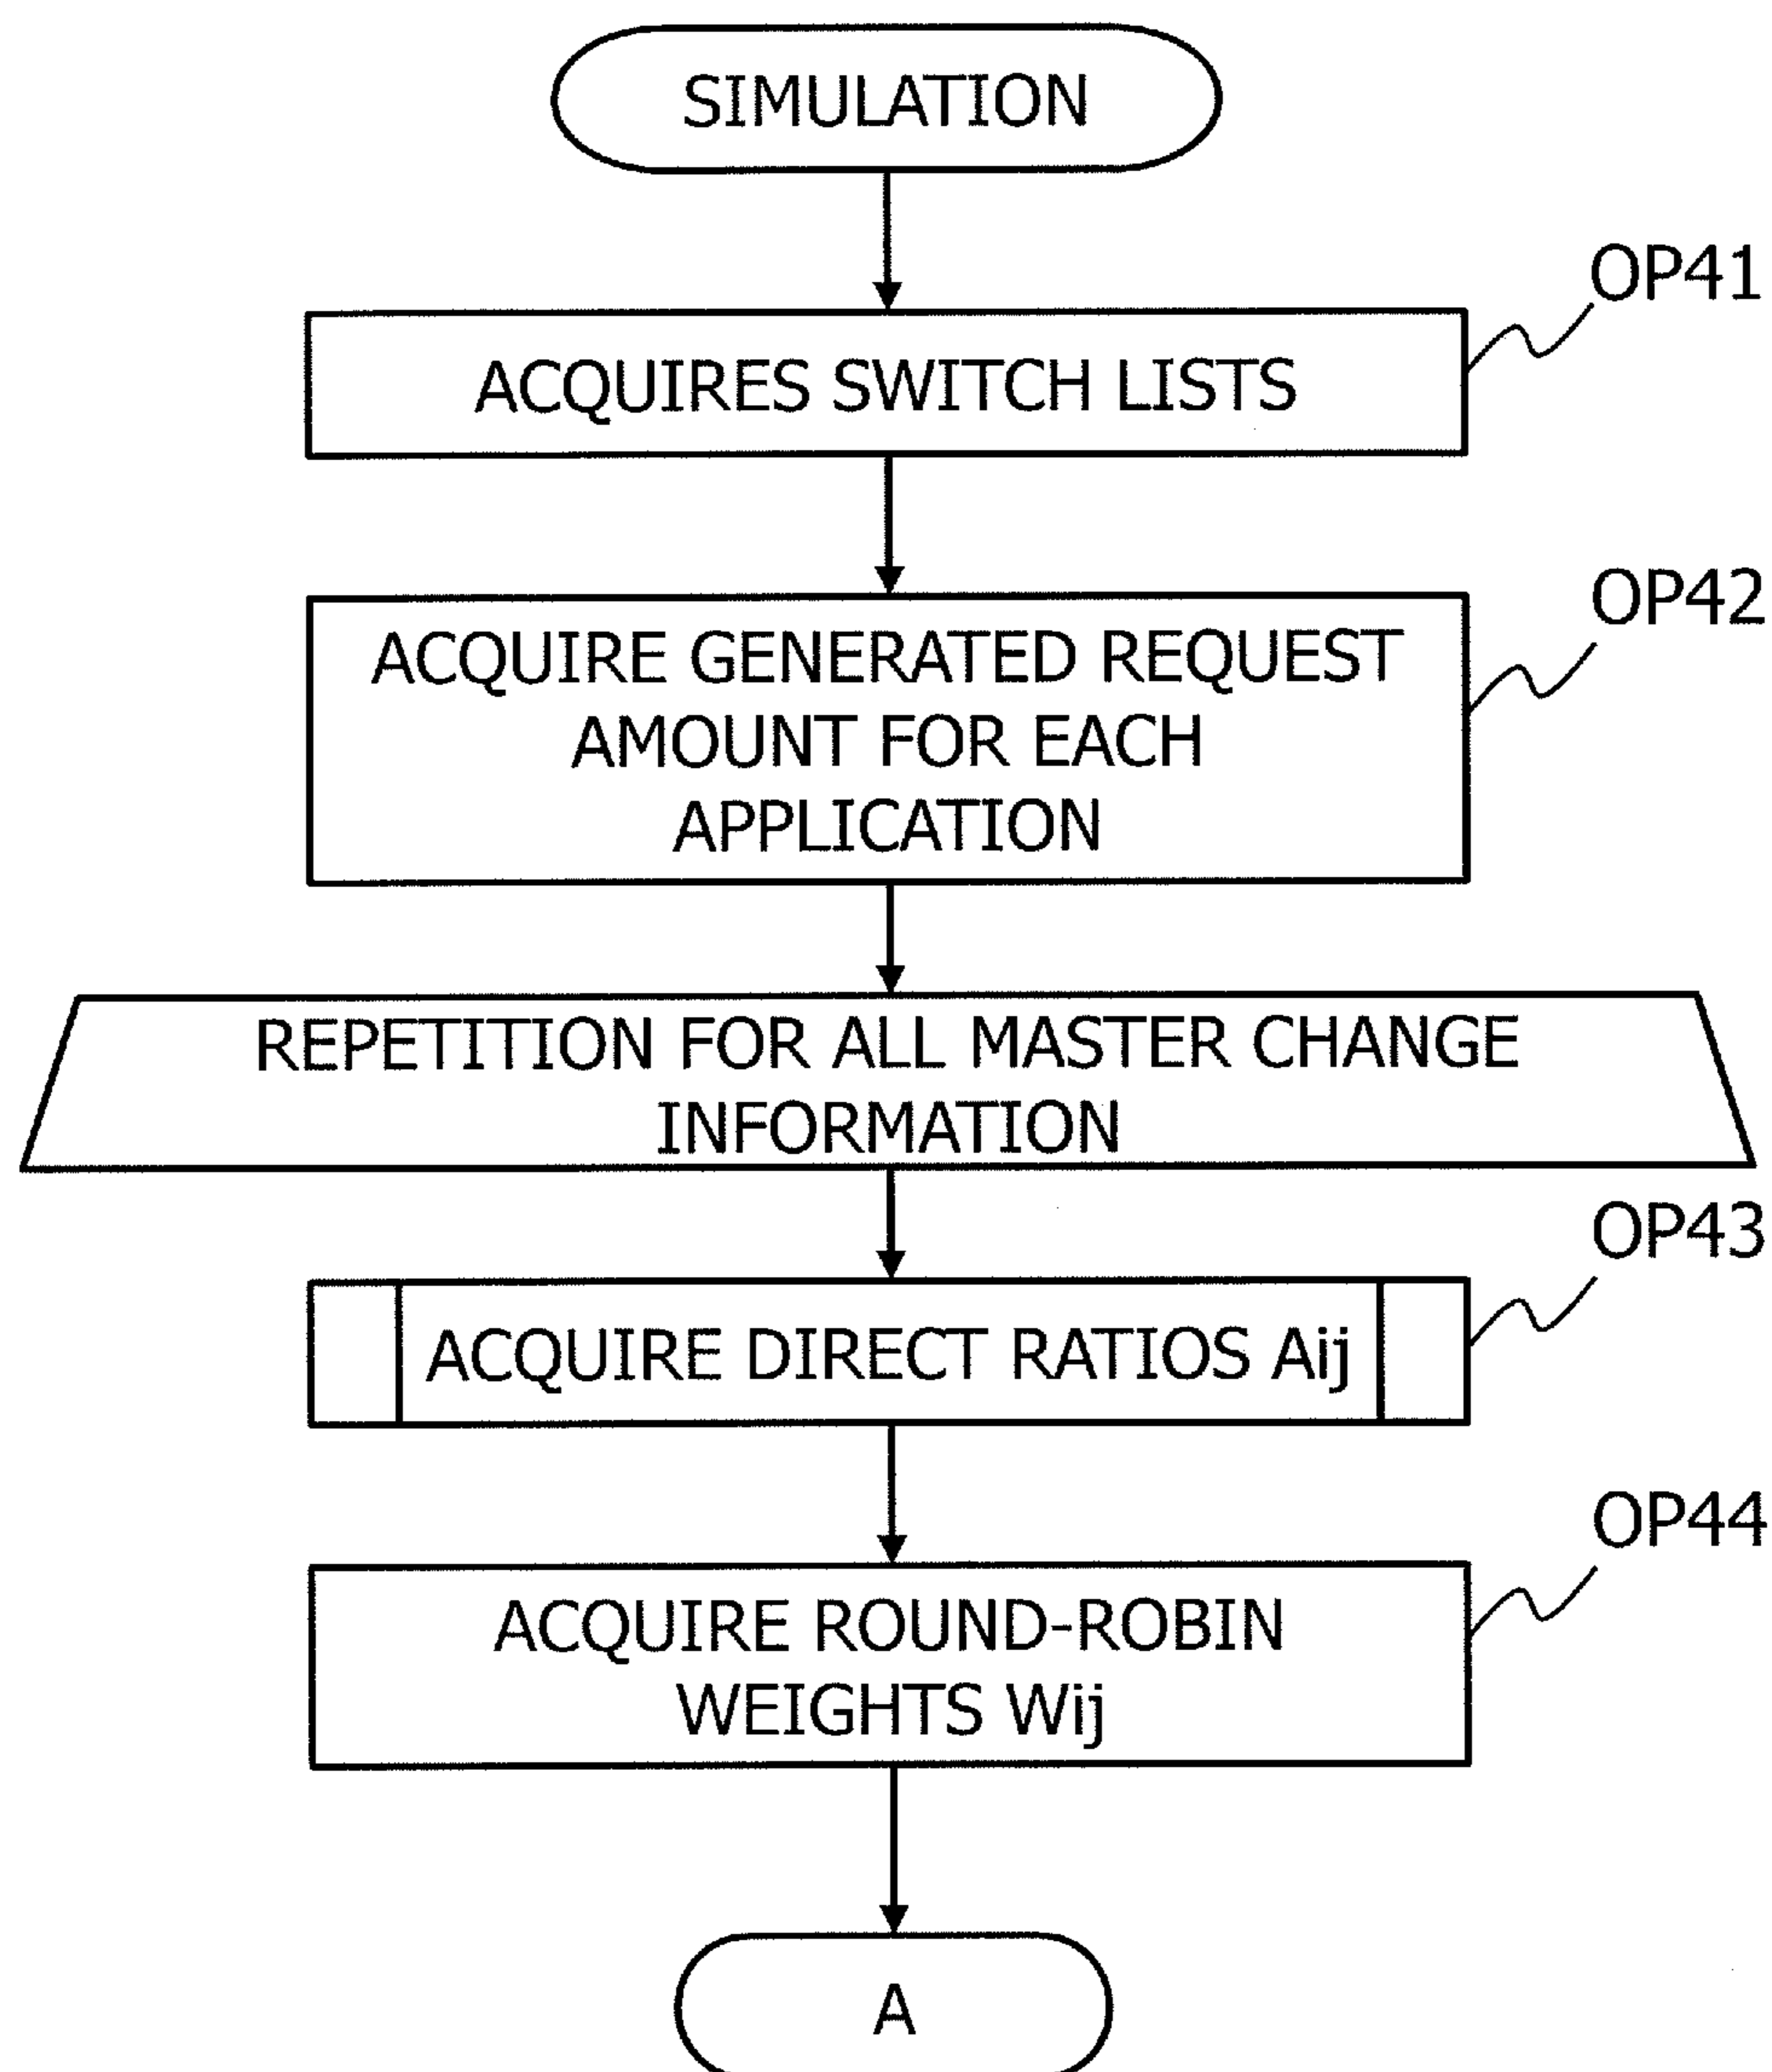 SIMULATION
OP41
ACQUIRES SWITCH LISTS
OP42
ACQUIRE GENERATED REQUEST
AMOUNT FOR EACH
APPLICATION
REPETITION FOR ALL MASTER CHANGE
INFORMATION
OP43
ACQUIRE DIRECT RATIOS Aij
OP44
ACQUIRE ROUND-ROBIN
WEIGHTS Wij
A